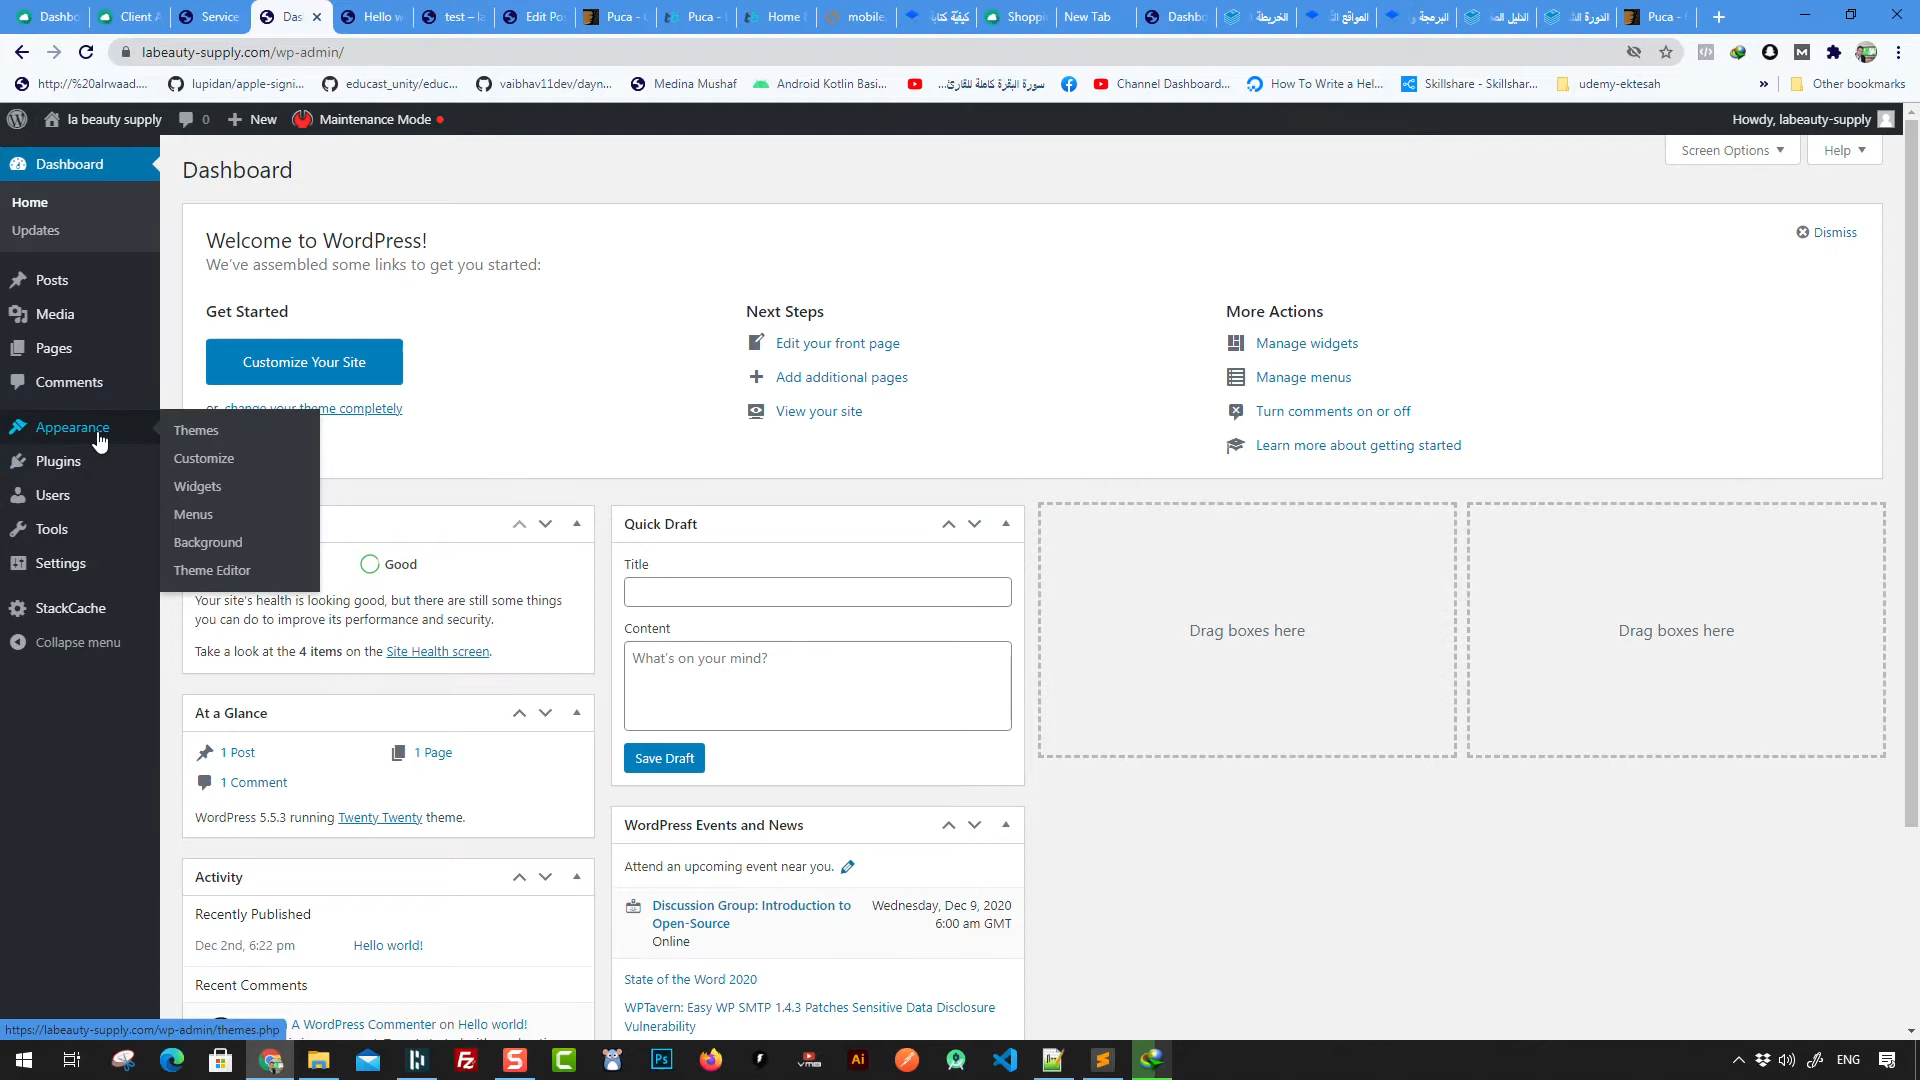 Dashbo
Client A
Service
Das
Hello w
test – la
Edit Po
Puca -
Puca -
Home
mobile.
كيفية كتابة
Shoppi
New Tab
Dashbo
الخريطة
المواقع
البرمجة و
الدليل
الدورة
Puca -
labeauty-supply.com/wp-admin/
http://%20alrwaad....
lupidan/apple-signi...
educast_unity/educ...
vaibhav11dev/dayn...
Medina Mushaf
Android Kotlin Basi...
سورة البقرة كاملة للقارئ...
Channel Dashboard...
How To Write a Hel...
Skillshare - Skillshar...
udemy-ektesah
»
Other bookmarks
la beauty supply
0
New
Maintenance Mode
Howdy, labeauty-supply
Dashboard
Home
Updates
Posts
Media
Pages
Comments
Appearance
Plugins
Users
Tools
Settings
StackCache
Collapse menu
Themes
Customize
Widgets
Menus
Background
Theme Editor
Screen Options
Help
Dashboard
Welcome to WordPress!
We've assembled some links to get you started:
Dismiss
Get Started
Customize Your Site
or, change your theme completely
Next Steps
Edit your front page
Add additional pages
View your site
More Actions
Manage widgets
Manage menus
Turn comments on or off
Learn more about getting started
Good
Your site's health is looking good, but there are still some things
you can do to improve its performance and security.
Take a look at the 4 items on the Site Health screen.
At a Glance
1 Post
1 Page
1 Comment
WordPress 5.5.3 running Twenty Twenty theme.
Activity
Recently Published
Dec 2nd, 6:22 pm
Hello world!
Recent Comments
A WordPress Commenter on Hello world!
Quick Draft
Title
Content
What's on your mind?
Save Draft
WordPress Events and News
Attend an upcoming event near you.
Discussion Group: Introduction to
Open-Source
Online
Wednesday, Dec 9, 2020
6:00 am GMT
State of the Word 2020
WPTavern: Easy WP SMTP 1.4.3 Patches Sensitive Data Disclosure
Vulnerability
Drag boxes here
Drag boxes here
https://labeauty-supply.com/wp-admin/themes.php
ENG